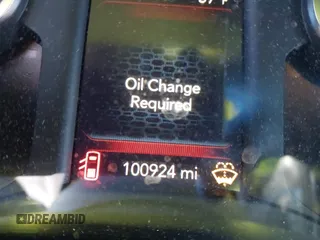 Oil Change
Required
100924 mi
DREAMBID